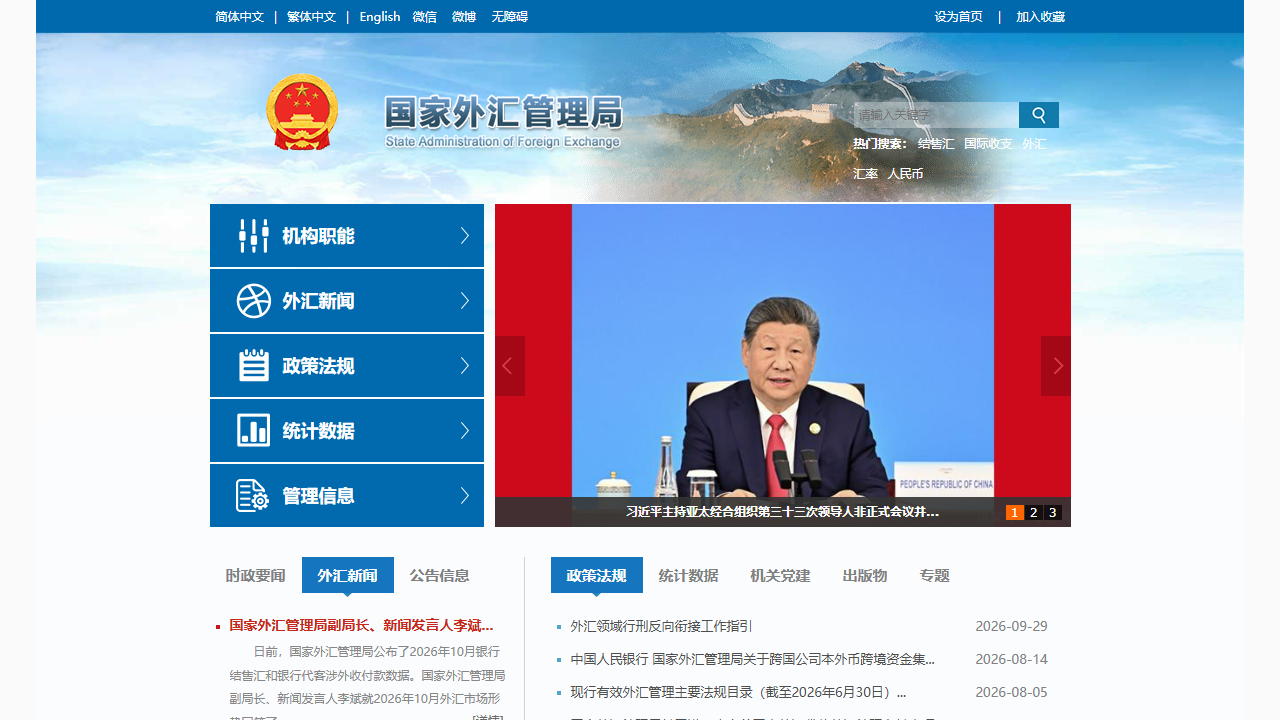 简体中文 | 繁体中文 | English 微信 微博 无障碍
设为首页 | 加入收藏
国家外汇管理局
State Administration of Foreign Exchange
请输入关键字
热门搜索: 结售汇 国际收支 外汇
汇率 人民币
机构职能
外汇新闻
政策法规
统计数据
管理信息
PEOPLE'S REPUBLIC OF CHINA
习近平主持亚太经合组织第三十三次领导人非正式会议并...
1 2 3
时政要闻 外汇新闻 公告信息
国家外汇管理局副局长、新闻发言人李斌...
日前，国家外汇管理局公布了2026年10月银行
结售汇和银行代客涉外收付款数据。国家外汇管理局
副局长、新闻发言人李斌就2026年10月外汇市场形
政策法规 统计数据 机关党建 出版物 专题
外汇领域行刑反向衔接工作指引 2026-09-29
中国人民银行 国家外汇管理局关于跨国公司本外币跨境资金集... 2026-08-14
现行有效外汇管理主要法规目录（截至2026年6月30日）... 2026-08-05